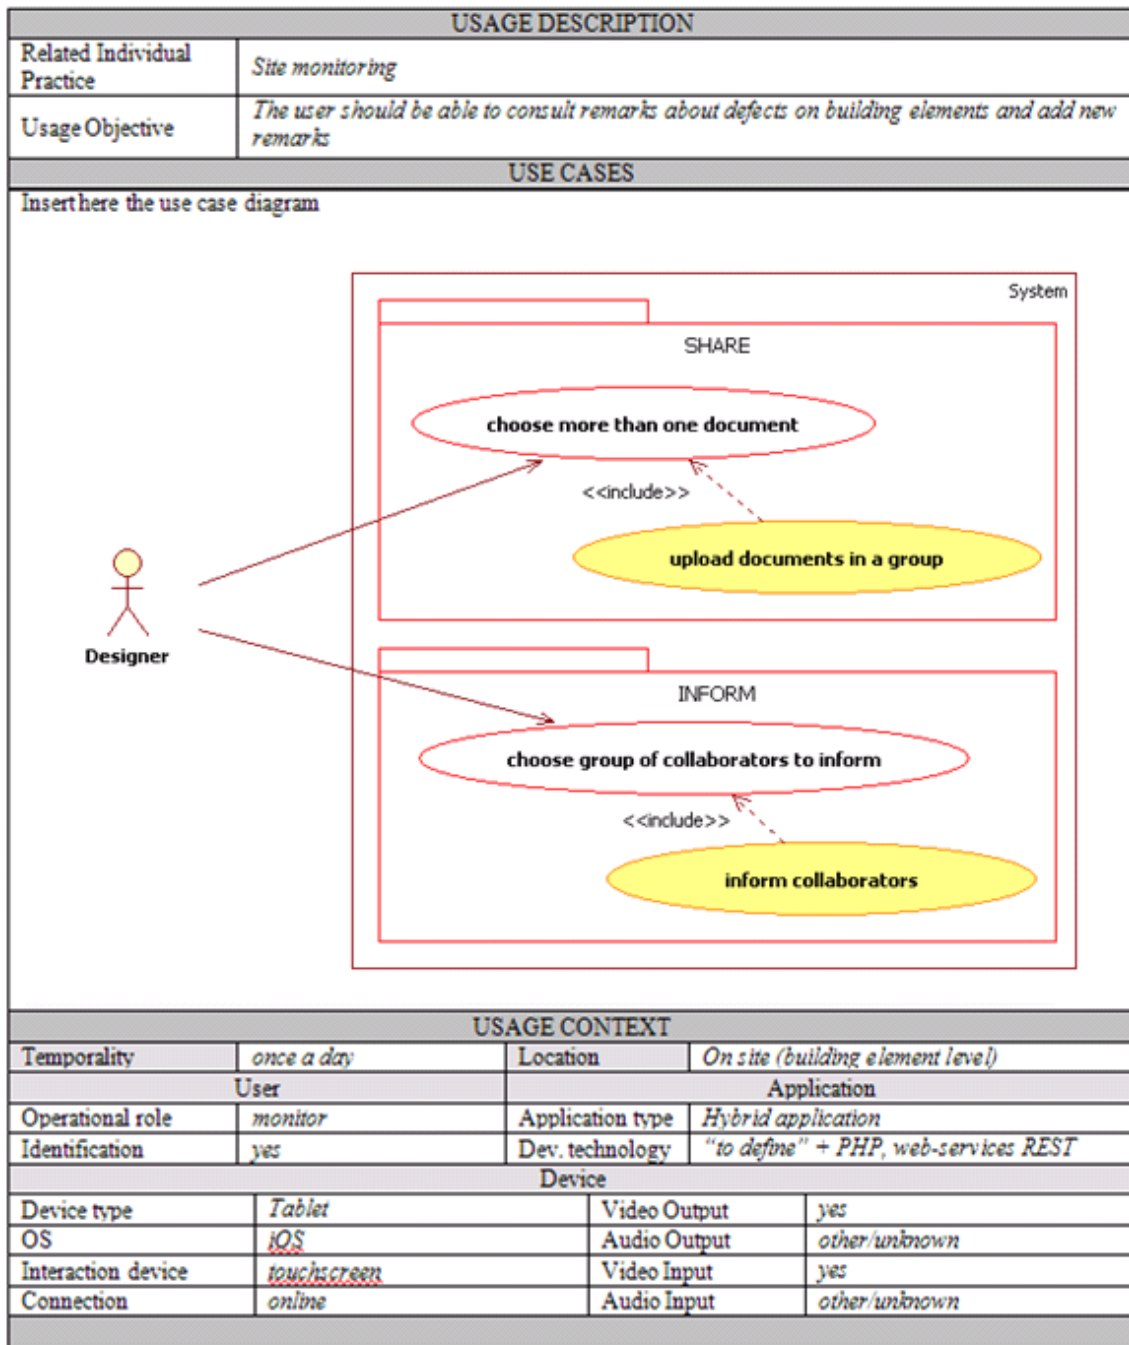 USAGE DESCRIPTION
Related Individual
Practice
Site monitoring
Usage Objective
The user should be able to consult remarks about defects on building elements and add new
remarks
USE CASES
Insert here the use case diagram
System
SHARE
choose more than one document
<<include>>
upload documents in a group
Designer
INFORM
choose group of collaborators to inform
<<include>>
inform collaborators
USAGE CONTEXT
Temporality once a day Location On site (building element level)
User Application
Operational role monitor Application type Hybrid application
Identification yes Dev. technology “to define” + PHP, web-services REST
Device
Device type Tablet Video Output yes
OS iOS Audio Output other/unknown
Interaction device touchscreen Video Input yes
Connection online Audio Input other/unknown